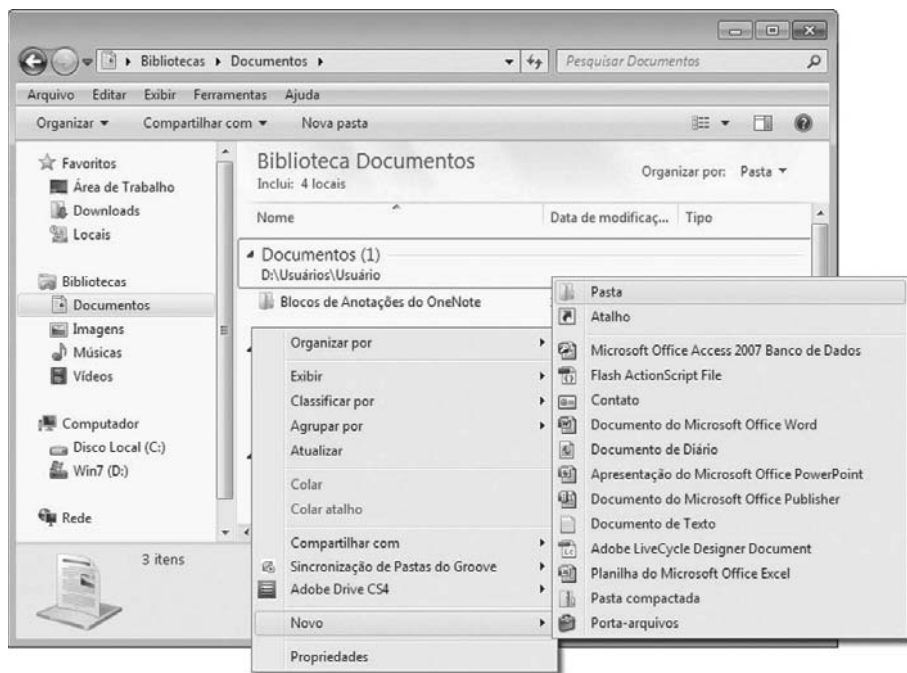 Bibliotecas Documentos
Pesquisar Documentos
Arquivo Editar Exibir Ferramentas Ajuda
Organizar Compartilhar com Nova pasta
Favoritos
Área de Trabalho
Downloads
Locais
Bibliotecas
Documentos
Imagens
Músicas
Vídeos
Computador
Disco Local (C:)
Win7 (D:)
Rede
Biblioteca Documentos
Inclui: 4 locais
Organizar por: Pasta
Nome Data de modificaç... Tipo
Documentos (1)
D:\Usuários\Usuário
Blocos de Anotações do OneNote
Organizar por
Exibir
Classificar por
Agrupar por
Atualizar
Colar
Colar atalho
Compartilhar com
Sincronização de Pastas do Groove
Adobe Drive CS4
Novo
Propriedades
Pasta
Atalho
Microsoft Office Access 2007 Banco de Dados
Flash ActionScript File
Contato
Documento do Microsoft Office Word
Documento de Diário
Apresentação do Microsoft Office PowerPoint
Documento do Microsoft Office Publisher
Documento de Texto
Adobe LiveCycle Designer Document
Planilha do Microsoft Office Excel
Pasta compactada
Porta-arquivos
3 itens